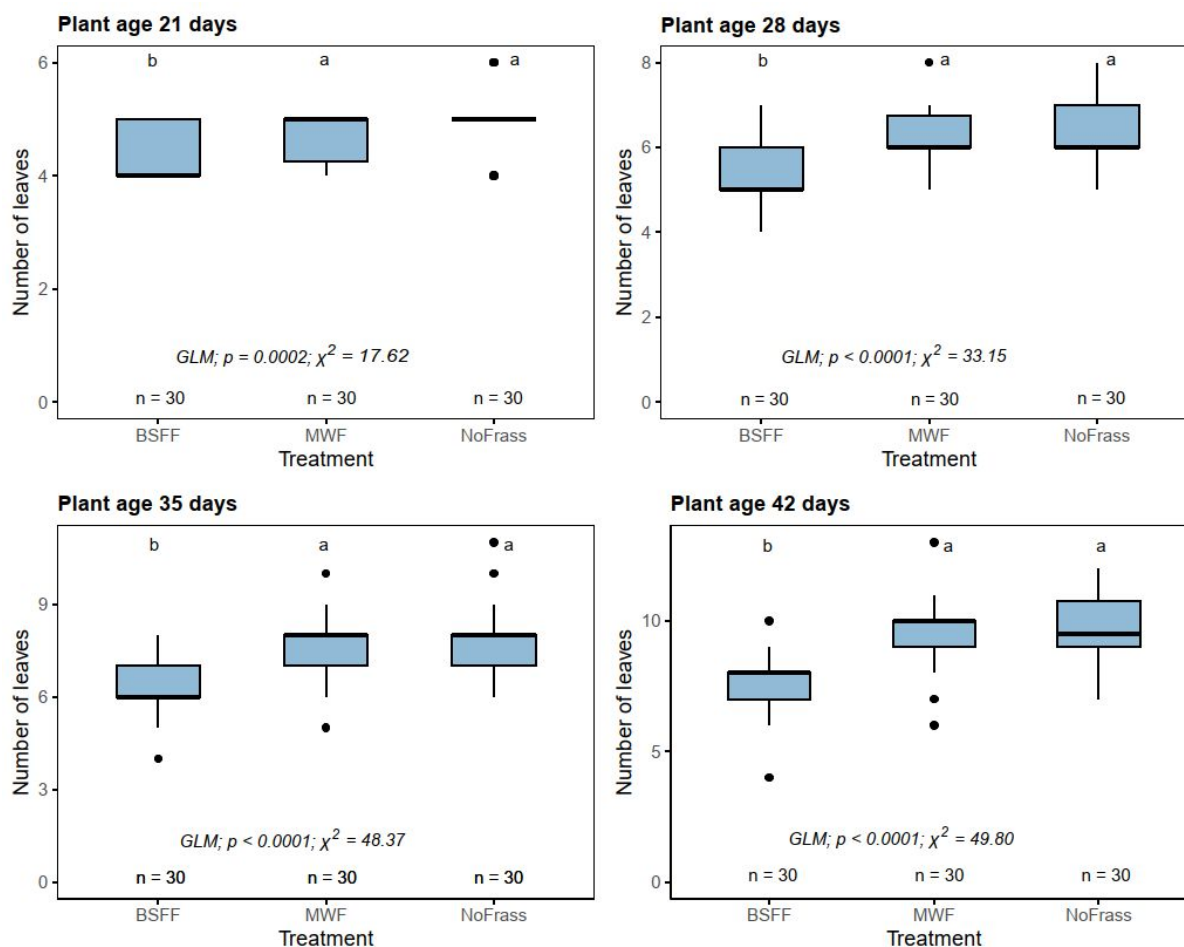 Plant age 21 days
Number of leaves
6
4
2
0
b a a
GLM; p = 0.0002; χ² = 17.62
n = 30 n = 30 n = 30
BSFF MWF NoFrass
Treatment
Plant age 28 days
Number of leaves
8
6
4
2
0
b a a
GLM; p < 0.0001; χ² = 33.15
n = 30 n = 30 n = 30
BSFF MWF NoFrass
Treatment
Plant age 35 days
Number of leaves
9
6
3
0
b a a
GLM; p < 0.0001; χ² = 48.37
n = 30 n = 30 n = 30
BSFF MWF NoFrass
Treatment
Plant age 42 days
Number of leaves
10
5
0
b a a
GLM; p < 0.0001; χ² = 49.80
n = 30 n = 30 n = 30
BSFF MWF NoFrass
Treatment